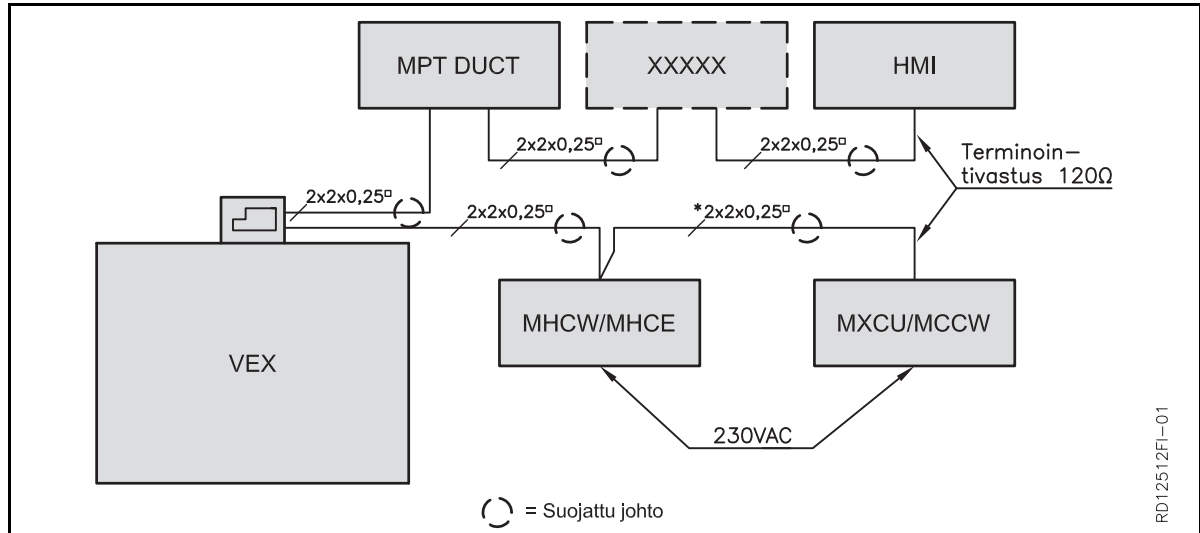 MPT DUCT
XXXXX
HMI
2x2x0,25▫
2x2x0,25▫
Terminoin-
tivastus 120Ω
2x2x0,25▫
2x2x0,25▫
*2x2x0,25▫
MHCW/MHCE
MXCU/MCCW
VEX
230VAC
= Suojattu johto
RD12512FI-01